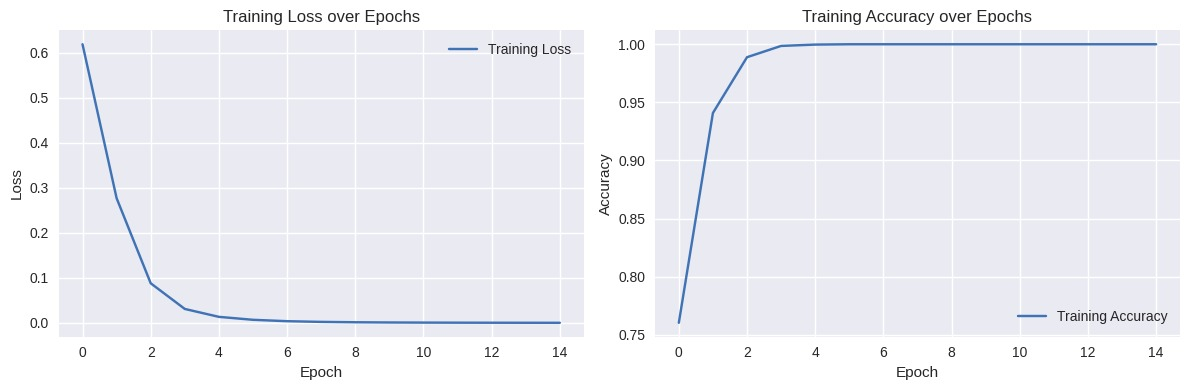 Training Loss over Epochs
Training Loss
0.6
0.5
0.4
0.3
0.2
0.1
0.0
Loss
0 2 4 6 8 10 12 14
Epoch
Training Accuracy over Epochs
1.00
0.95
0.90
0.85
0.80
0.75
Accuracy
Training Accuracy
0 2 4 6 8 10 12 14
Epoch